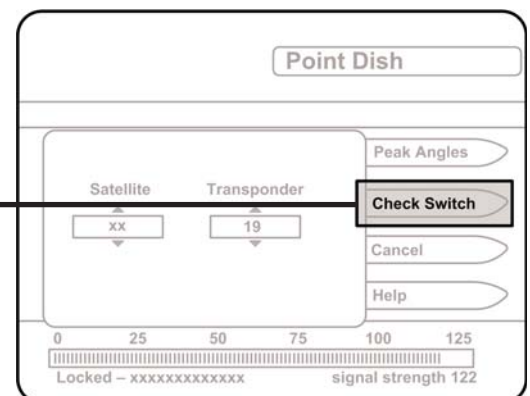 Point Dish
Peak Angles
Satellite Transponder
Check Switch
xx 19
Cancel
Help
0 25 50 75 100 125
Locked – xxxxxxxxxxxxx signal strength 122